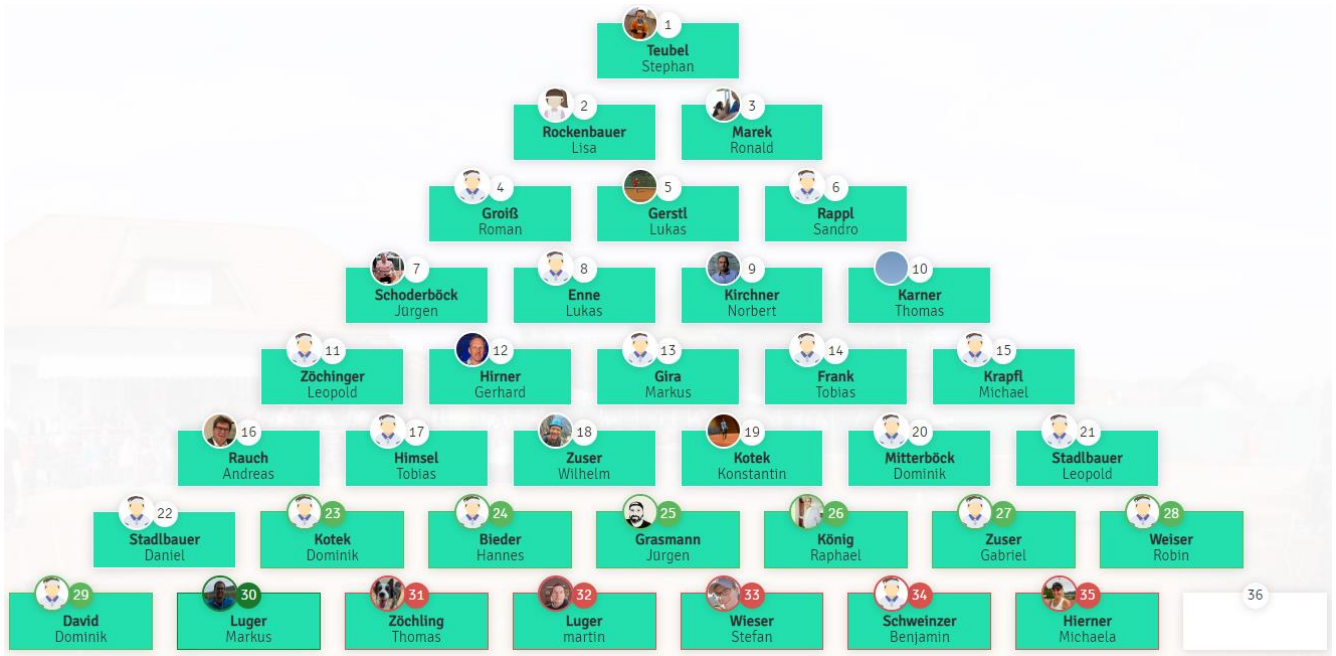 1
Teubel
Stephan
2
Rockenbauer
Lisa
3
Marek
Ronald
4
Groiß
Roman
5
Gerstl
Lukas
6
Rappl
Sandro
7
Schoderböck
Jürgen
8
Enne
Lukas
9
Kirchner
Norbert
10
Karner
Thomas
11
Zöchinger
Leopold
12
Hirner
Gerhard
13
Gira
Markus
14
Frank
Tobias
15
Krapfl
Michael
16
Rauch
Andreas
17
Himsel
Tobias
18
Zuser
Wilhelm
19
Kotek
Konstantin
20
Mitterböck
Dominik
21
Stadlbauer
Leopold
22
Stadlbauer
Daniel
23
Kotek
Dominik
24
Bieder
Hannes
25
Grasmann
Jürgen
26
König
Raphael
27
Zuser
Gabriel
28
Weiser
Robin
29
David
Dominik
30
Luger
Markus
31
Zöchling
Thomas
32
Luger
martin
33
Wieser
Stefan
34
Schweinzer
Benjamin
35
Hierner
Michaela
36